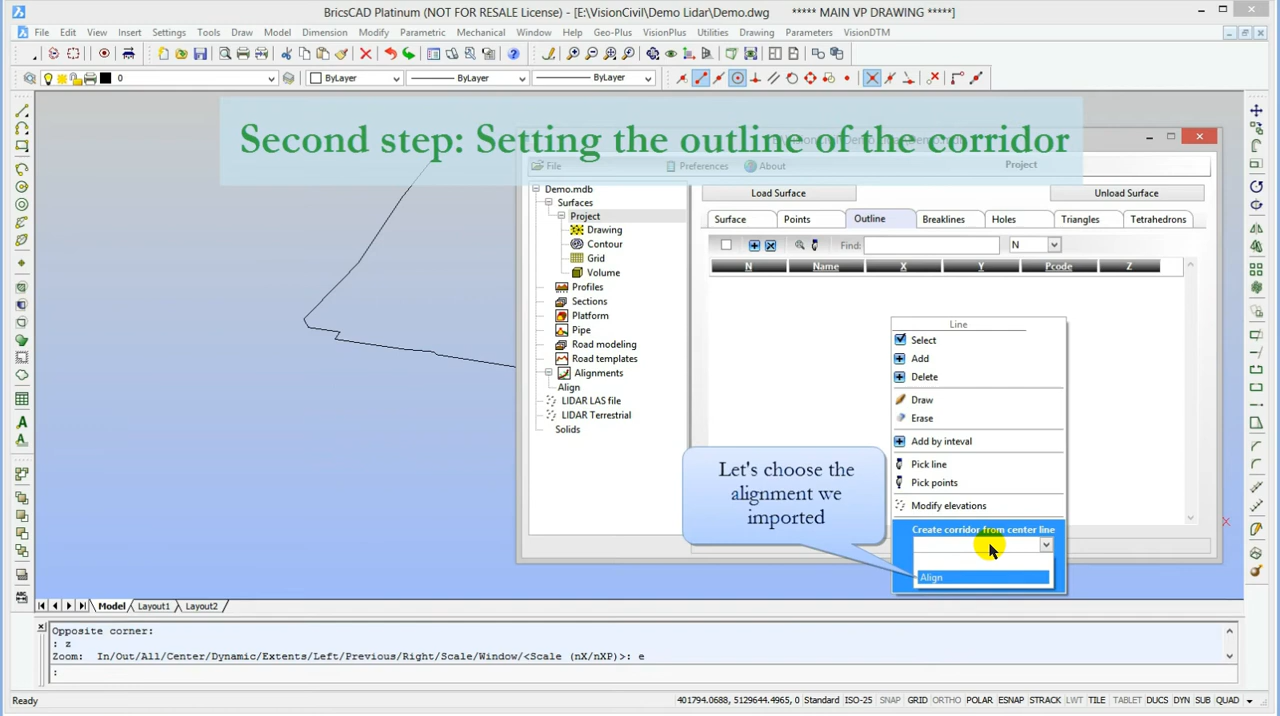 BricsCAD Platinum (NOT FOR RESALE License) - [E:\VisionCivil\Demo Lidar\Demo.dwg ***** MAIN VP DRAWING *****]
File Edit View Insert Settings Tools Draw Model Dimension Modify Parametric Mechanical Window Help Geo-Plus VisionPlus Utilities Drawing Parameters VisionDTM
0 ByLayer ByLayer ByLayer
Second step: Setting the outline of the corridor
File Preferences About Project
Demo.mdb
Surfaces
Project
Drawing
Contour
Grid
Volume
Profiles
Sections
Platform
Pipe
Road modeling
Road templates
Alignments
Align
LIDAR LAS file
LIDAR Terrestrial
Solids
Load Surface Unload Surface
Surface Points Outline Breaklines Holes Triangles Tetrahedrons
Find: N
N Name X Y Pcode Z
Line
Select
Add
Delete
Draw
Erase
Add by inteval
Pick line
Pick points
Modify elevations
Create corridor from center line
Align
Let's choose the
alignment we
imported
Model Layout1 Layout2
Opposite corner:
: z
Zoom: In/Out/All/Center/Dynamic/Extents/Left/Previous/Right/Scale/Window/<Scale (nX/nXP)>: e
:
Ready 401794.0688, 5129644.4965, 0 Standard ISO-25 SNAP GRID ORTHO POLAR ESNAP STRACK LWT TILE TABLET DUCS DYN SUB QUAD